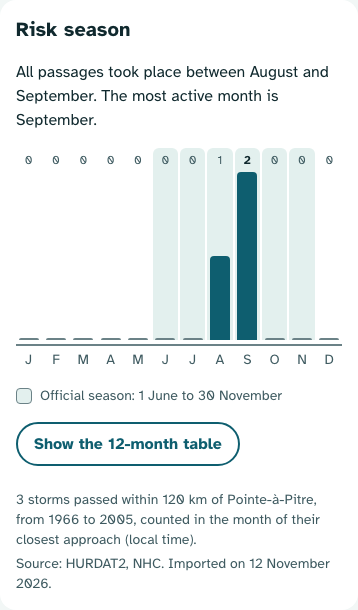 Risk season
All passages took place between August and
September. The most active month is
September.
0 0 0 0 0 0 0 1 2 0 0 0
J F M A M J J A S O N D
Official season: 1 June to 30 November
Show the 12-month table
3 storms passed within 120 km of Pointe-à-Pitre,
from 1966 to 2005, counted in the month of their
closest approach (local time).
Source: HURDAT2, NHC. Imported on 12 November
2026.